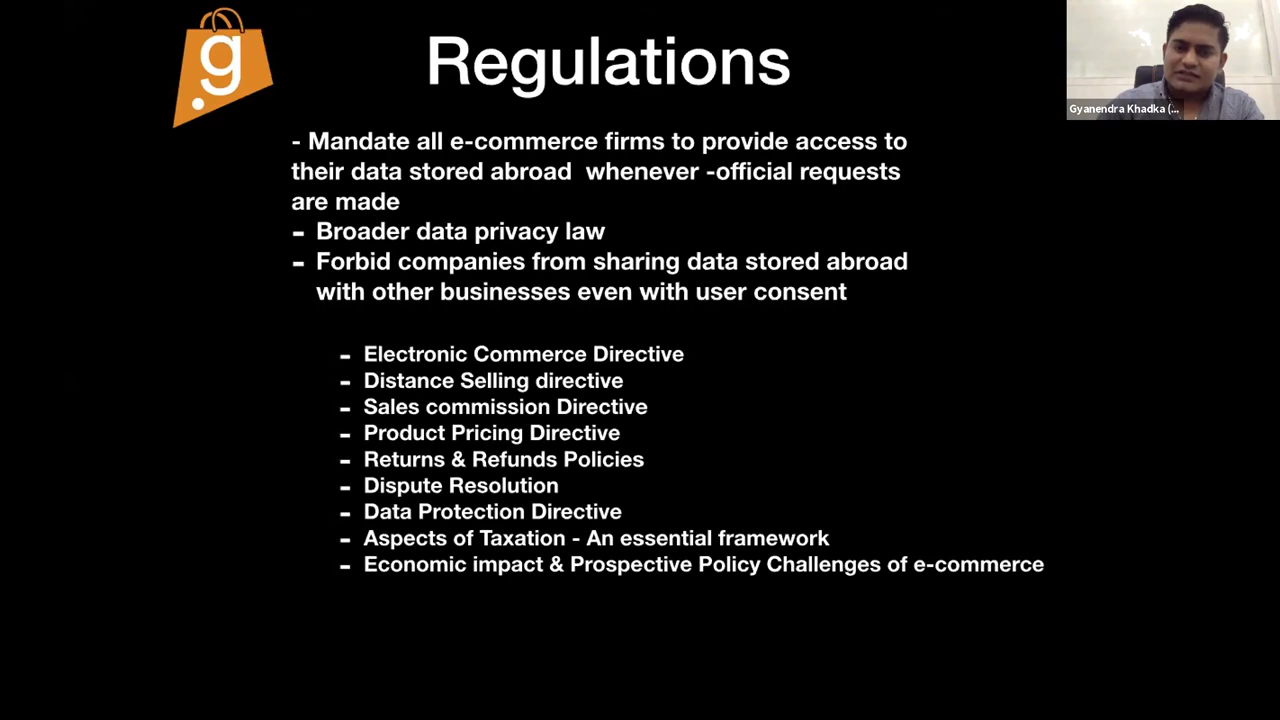 .g
Regulations
Gyanendra Khadka (...
- Mandate all e-commerce firms to provide access to
their data stored abroad  whenever -official requests
are made
- Broader data privacy law
- Forbid companies from sharing data stored abroad
with other businesses even with user consent
- Electronic Commerce Directive
- Distance Selling directive
- Sales commission Directive
- Product Pricing Directive
- Returns & Refunds Policies
- Dispute Resolution
- Data Protection Directive
- Aspects of Taxation - An essential framework
- Economic impact & Prospective Policy Challenges of e-commerce